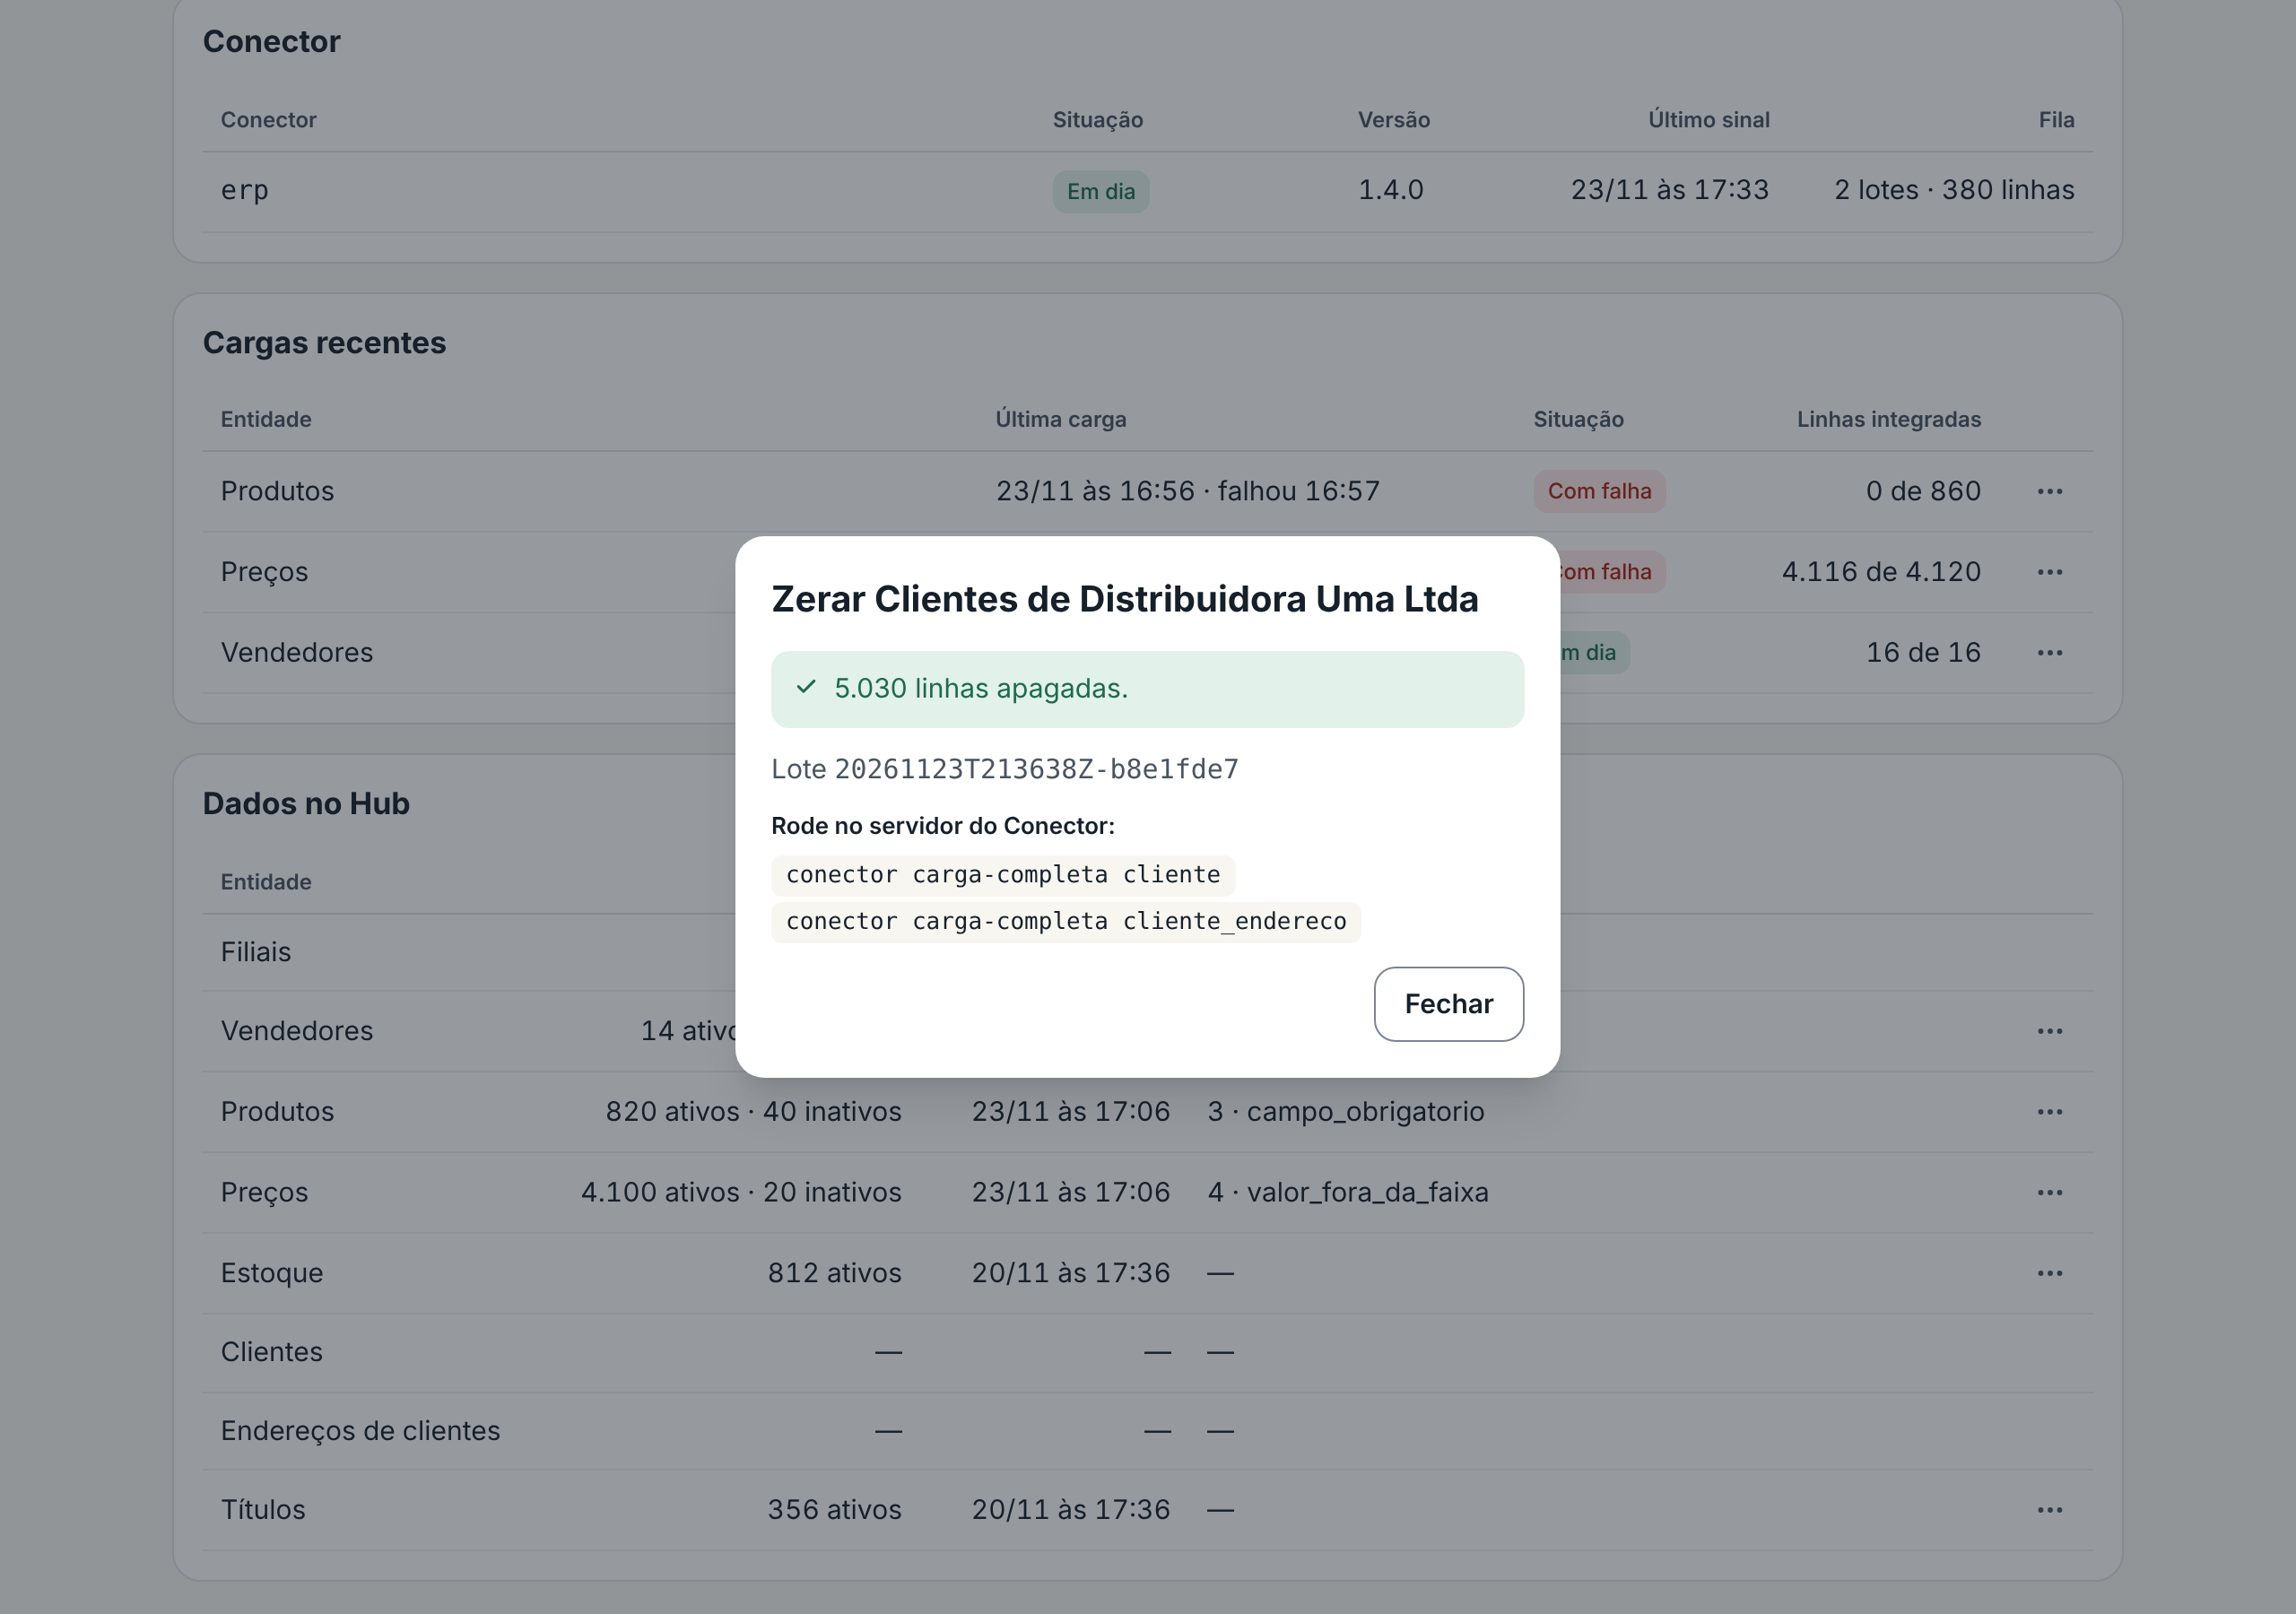 Conector
Conector Situação Versão Último sinal Fila
erp Em dia 1.4.0 23/11 às 17:33 2 lotes · 380 linhas
Cargas recentes
Entidade Última carga Situação Linhas integradas
Produtos 23/11 às 16:56 · falhou 16:57 Com falha 0 de 860 •••
Preços om falha 4.116 de 4.120 •••
Vendedores m dia 16 de 16 •••
Zerar Clientes de Distribuidora Uma Ltda
✓ 5.030 linhas apagadas.
Lote 20261123T213638Z-b8e1fde7
Rode no servidor do Conector:
conector carga-completa cliente
conector carga-completa cliente_endereco
Fechar
Dados no Hub
Entidade
Filiais
Vendedores 14 ativ •••
Produtos 820 ativos · 40 inativos 23/11 às 17:06 3 · campo_obrigatorio •••
Preços 4.100 ativos · 20 inativos 23/11 às 17:06 4 · valor_fora_da_faixa •••
Estoque 812 ativos 20/11 às 17:36 — •••
Clientes — — —
Endereços de clientes — — —
Títulos 356 ativos 20/11 às 17:36 — •••